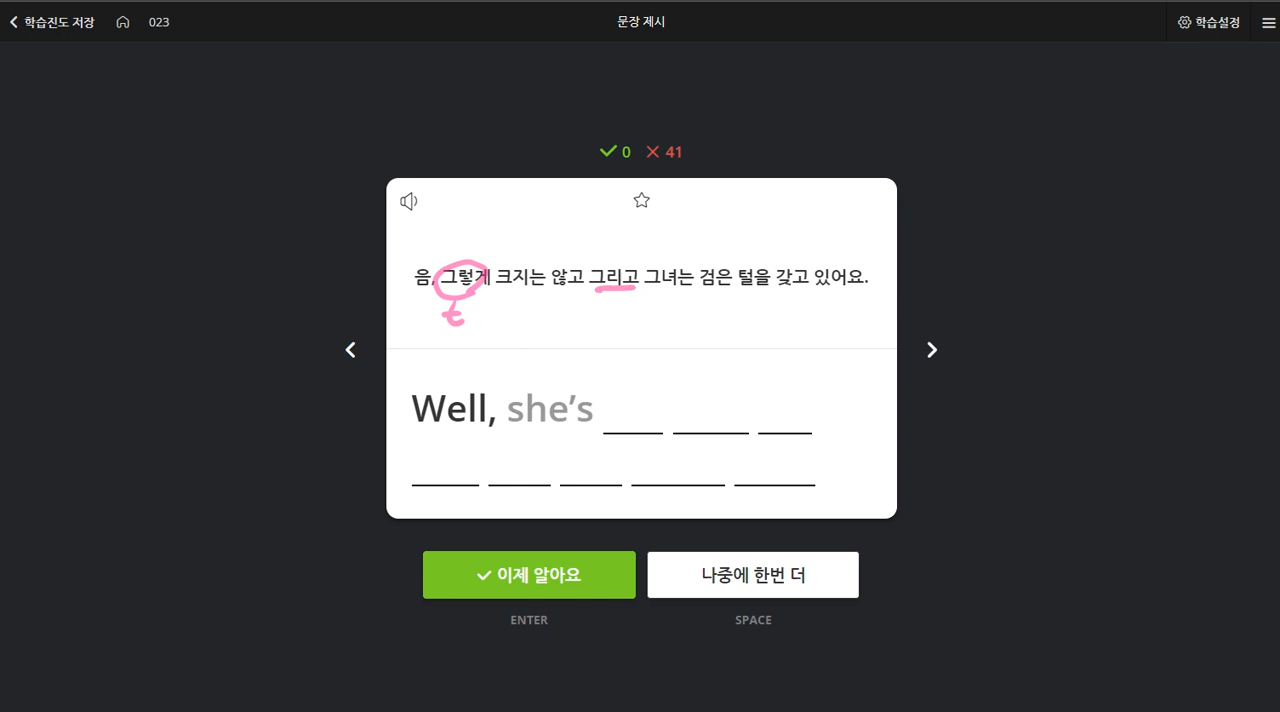 학습진도 저장 023 문장 제시 학습설정
0 41
음, 그렇게 크지는 않고 그리고 그녀는 검은 털을 갖고 있어요.
t
Well, she’s
이제 알아요 나중에 한번 더
ENTER SPACE